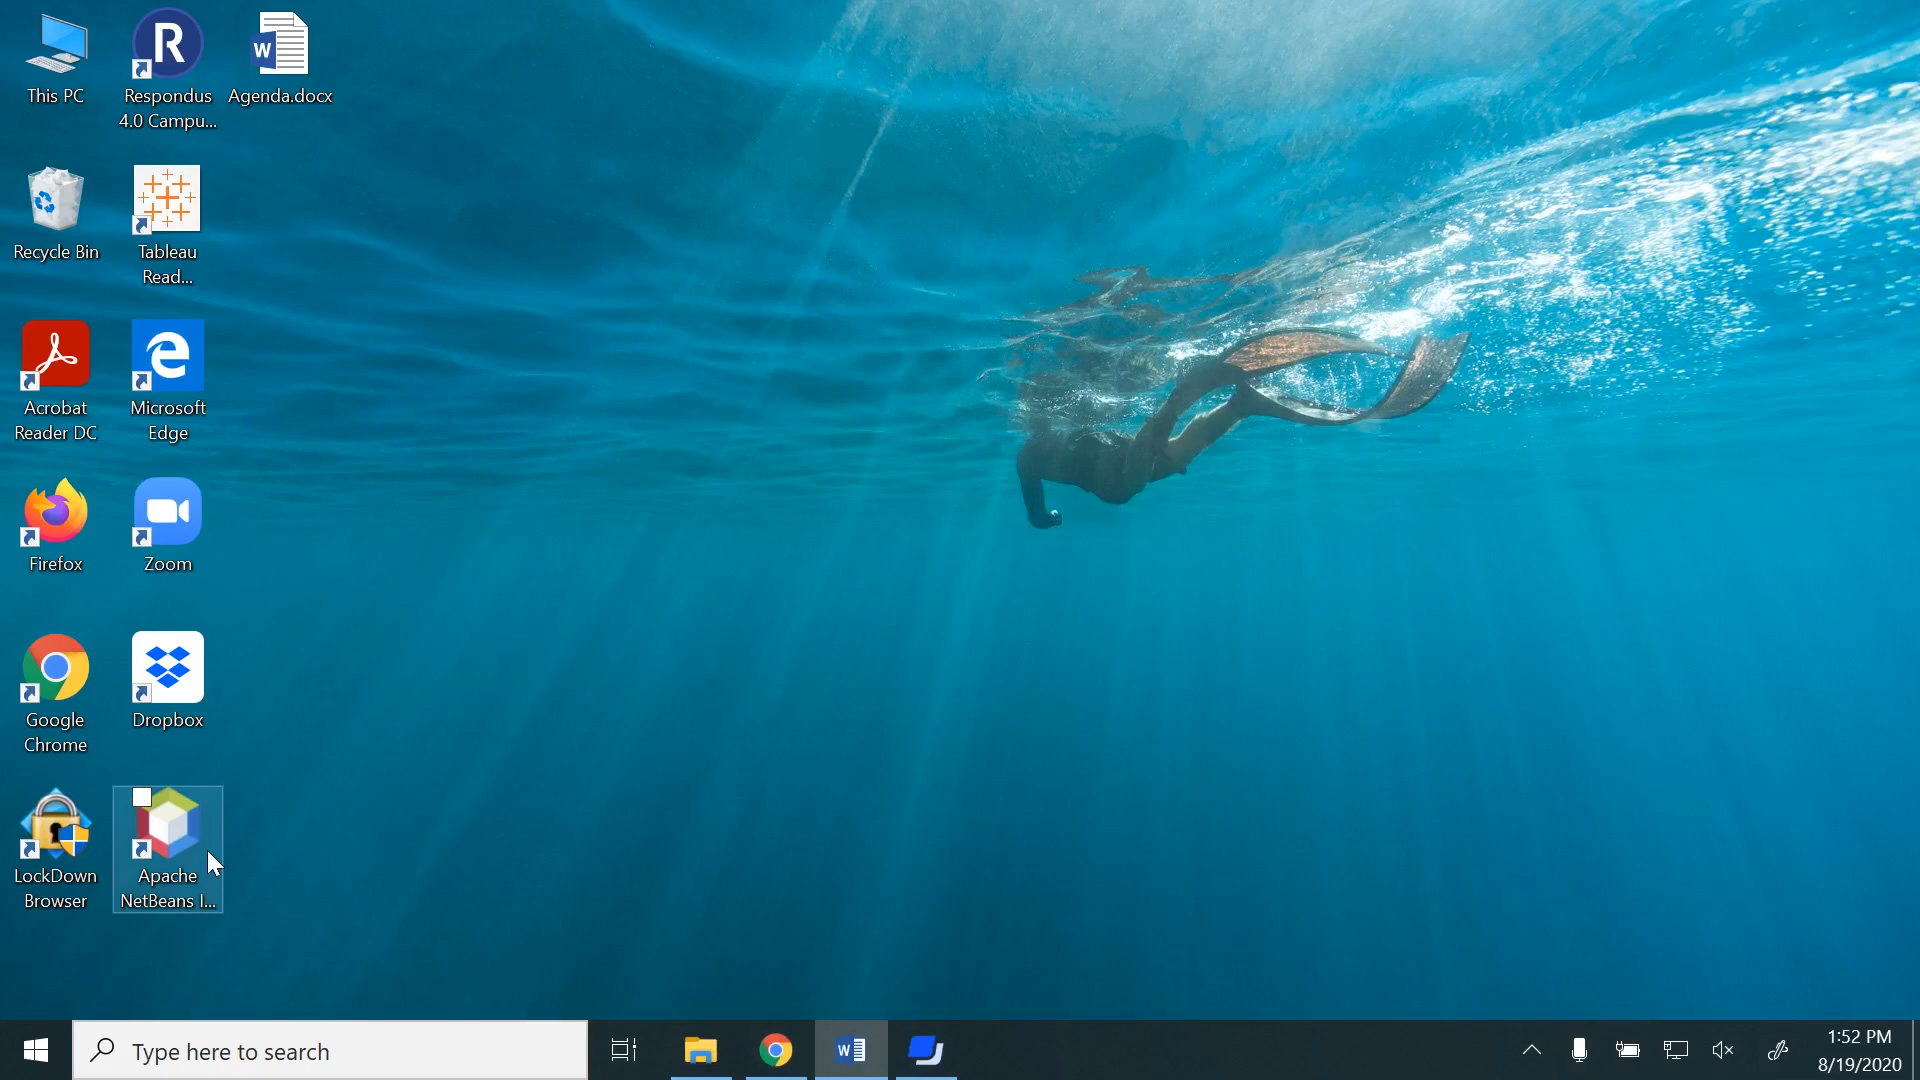 This PC
Respondus
4.0 Campu...
Agenda.docx
Recycle Bin
Tableau
Read...
Acrobat
Reader DC
Microsoft
Edge
Firefox
Zoom
Google
Chrome
Dropbox
LockDown
Browser
Apache
NetBeans I...
Type here to search
1:52 PM
8/19/2020